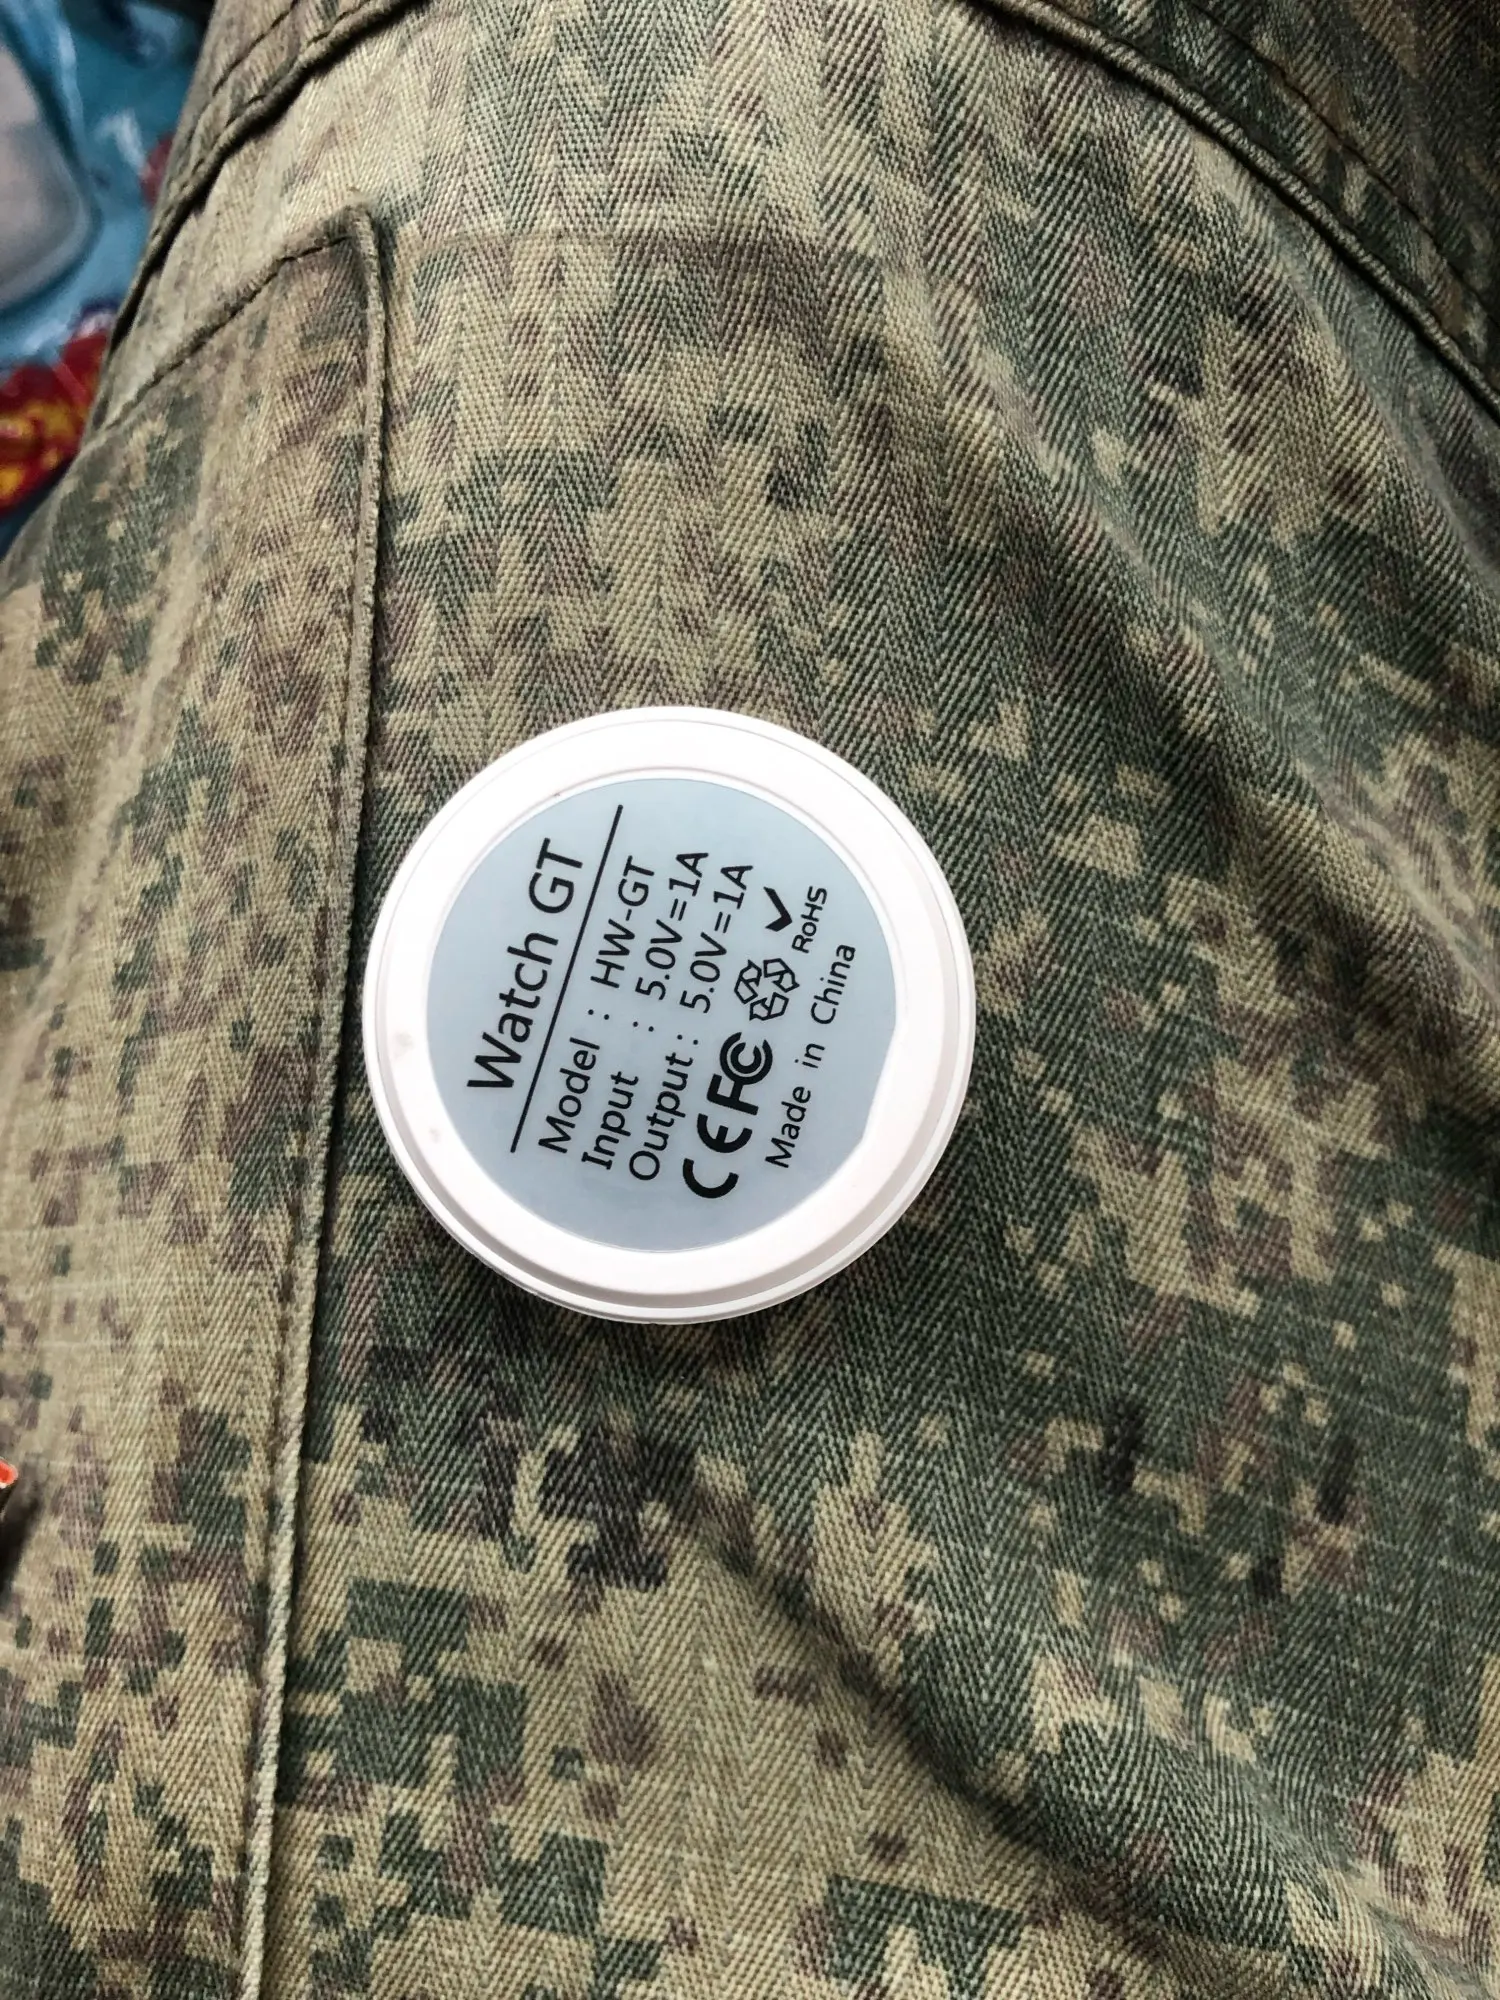 Watch GT
Model : HW-GT
Input : 5.0V=1A
Output : 5.0V=1A
CE FC RoHS
Made in China